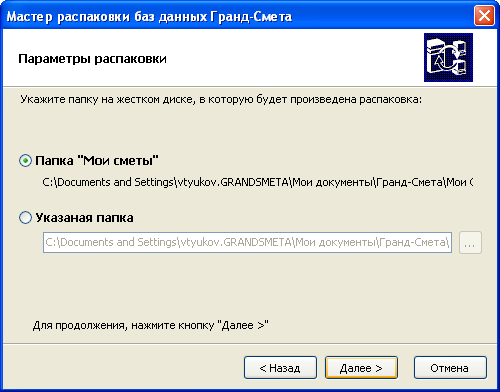 Мастер распаковки баз данных Гранд-Смета
Параметры распаковки
Укажите папку на жестком диске, в которую будет произведена распаковка:
Папка "Мои сметы"
C:\Documents and Settings\vtyukov.GRANDSMETA\Мои документы\Гранд-Смета\Мои С
Указаная папка
C:\Documents and Settings\vtyukov.GRANDSMETA\Мои документы\Гранд-Смета\
...
Для продолжения, нажмите кнопку "Далее >"
< Назад
Далее >
Отмена